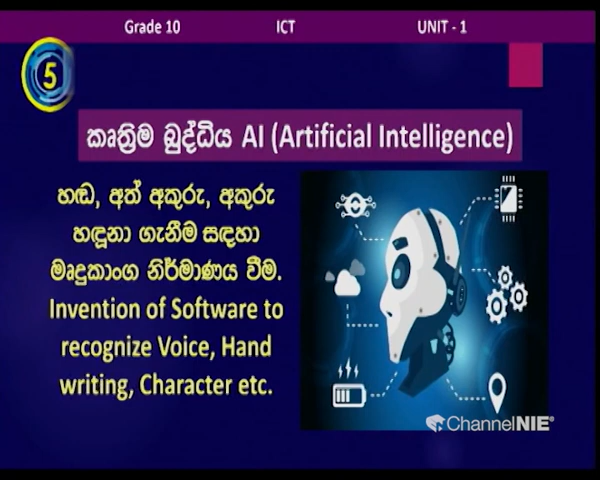 Grade 10 ICT UNIT - 1
5
කෘත්‍රිම බුද්ධිය AI (Artificial Intelligence)
හඬ, අත් අකුරු, අකුරු
හඳූනා ගැනීම සඳහා
මෘදුකාංග නිර්මාණය වීම.
Invention of Software to
recognize Voice, Hand
writing, Character etc.
ChannelNIE®